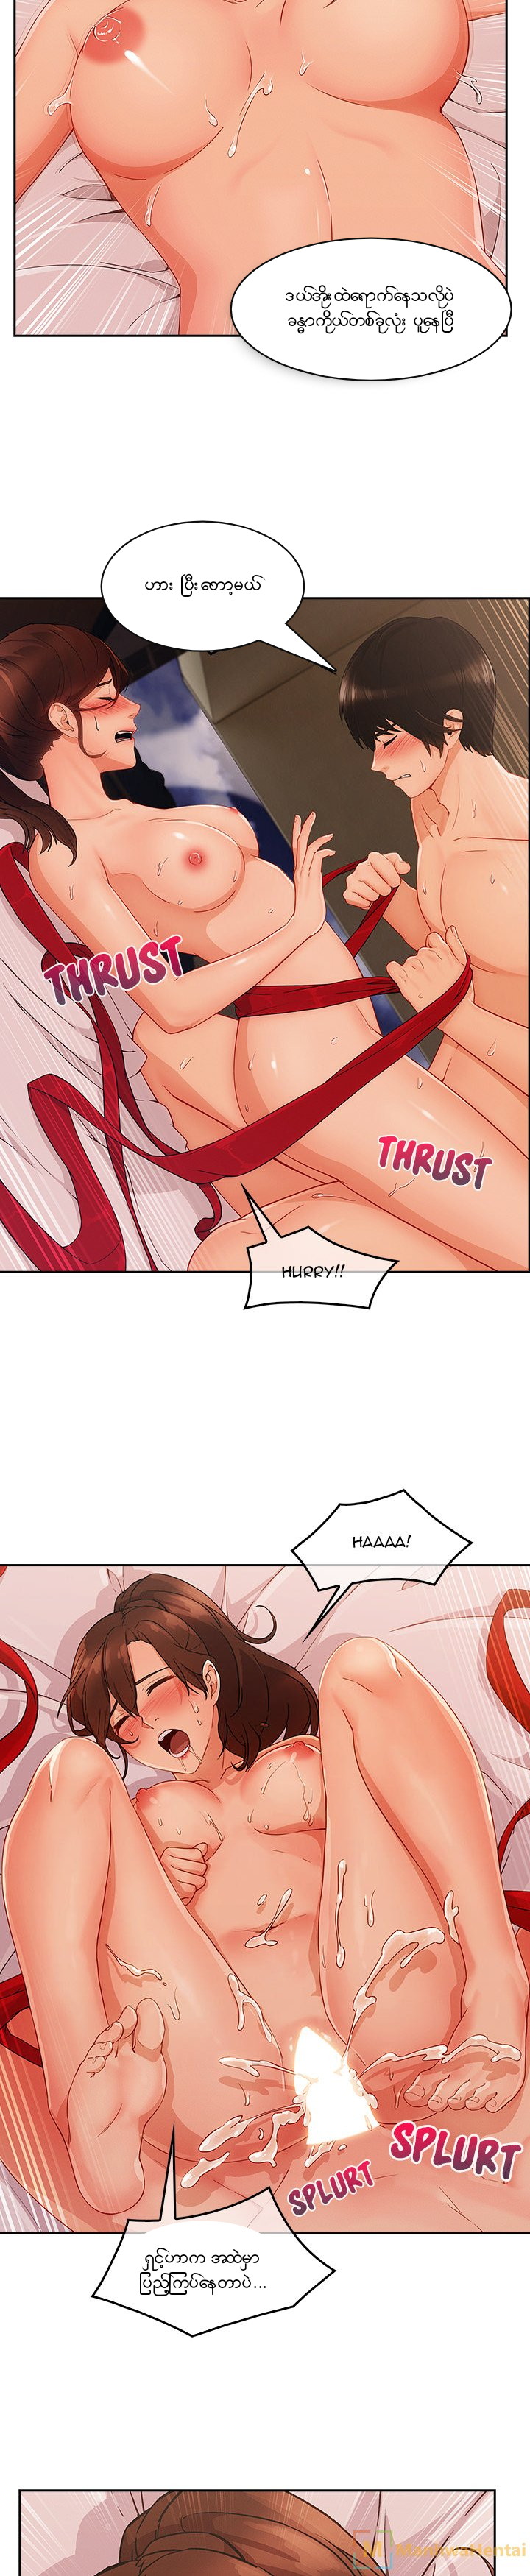 ဒယ်အိုးထဲရောက်နေသလိုပဲ
ခန္ဓာကိုယ်တစ်ခုလုံး ပူနေပြီ
ဟား ပြီးတော့မယ်
THRUST
THRUST
HURRY!!
HAAAA!
SPLURT
SPLURT
ရှင့်ဟာက အထဲမှာ
ပြည့်ကြပ်နေတာပဲ...
ManhwaHentai